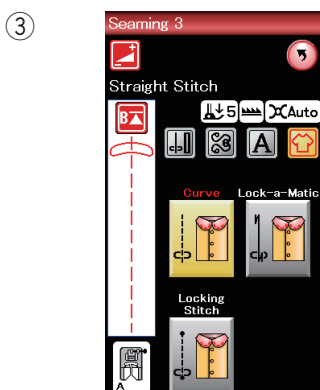 ③
Seaming 3
Straight Stitch
B
5
Auto
A
Curve
Lock-a-Matic
Locking
Stitch
A